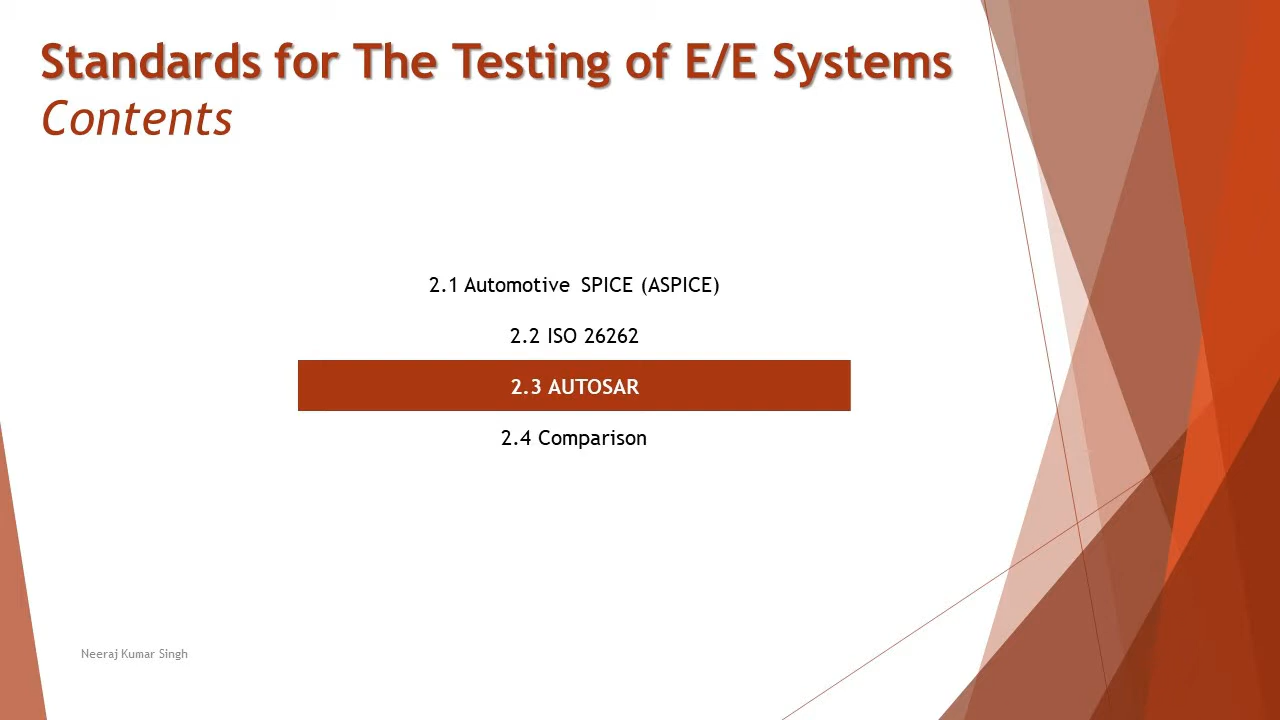 Standards for The Testing of E/E Systems
Contents
2.1 Automotive SPICE (ASPICE)
2.2 ISO 26262
2.3 AUTOSAR
2.4 Comparison
Neeraj Kumar Singh